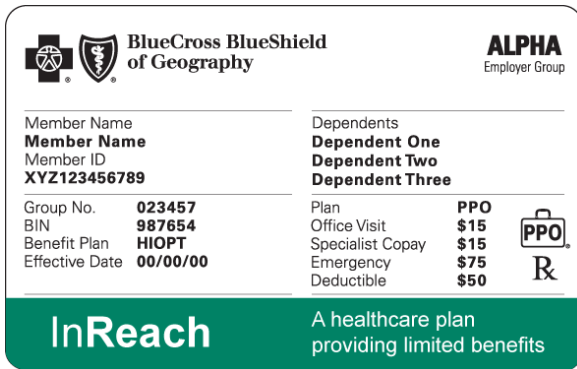 BlueCross BlueShield
of Geography
ALPHA
Employer Group
Member Name
Member Name
Member ID
XYZ123456789
Dependents
Dependent One
Dependent Two
Dependent Three
Group No. 023457
BIN 987654
Benefit Plan HIOPT
Effective Date 00/00/00
Plan PPO
Office Visit $15
Specialist Copay $15
Emergency $75
Deductible $50
PPO
Rx
InReach
A healthcare plan
providing limited benefits